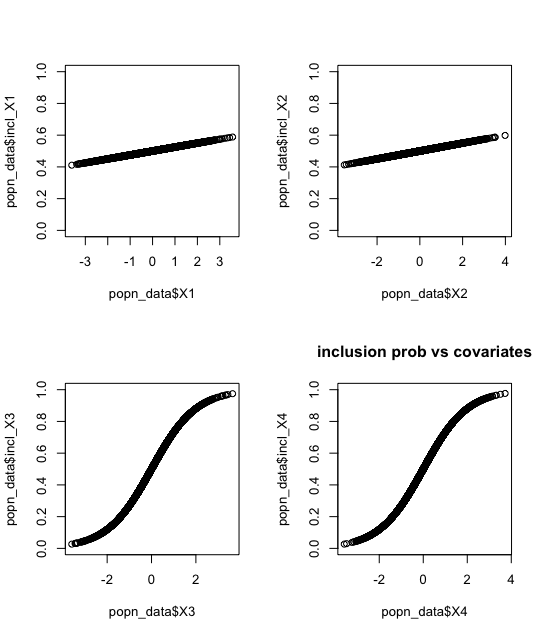 popn_data$incl_X1
1.0
0.8
0.6
0.4
0.2
0.0
-3 -1 0 1 2 3
popn_data$X1
popn_data$incl_X2
1.0
0.8
0.6
0.4
0.2
0.0
-2 0 2 4
popn_data$X2
popn_data$incl_X3
1.0
0.8
0.6
0.4
0.2
0.0
-2 0 2
popn_data$X3
inclusion prob vs covariates
popn_data$incl_X4
1.0
0.8
0.6
0.4
0.2
0.0
-2 0 2 4
popn_data$X4